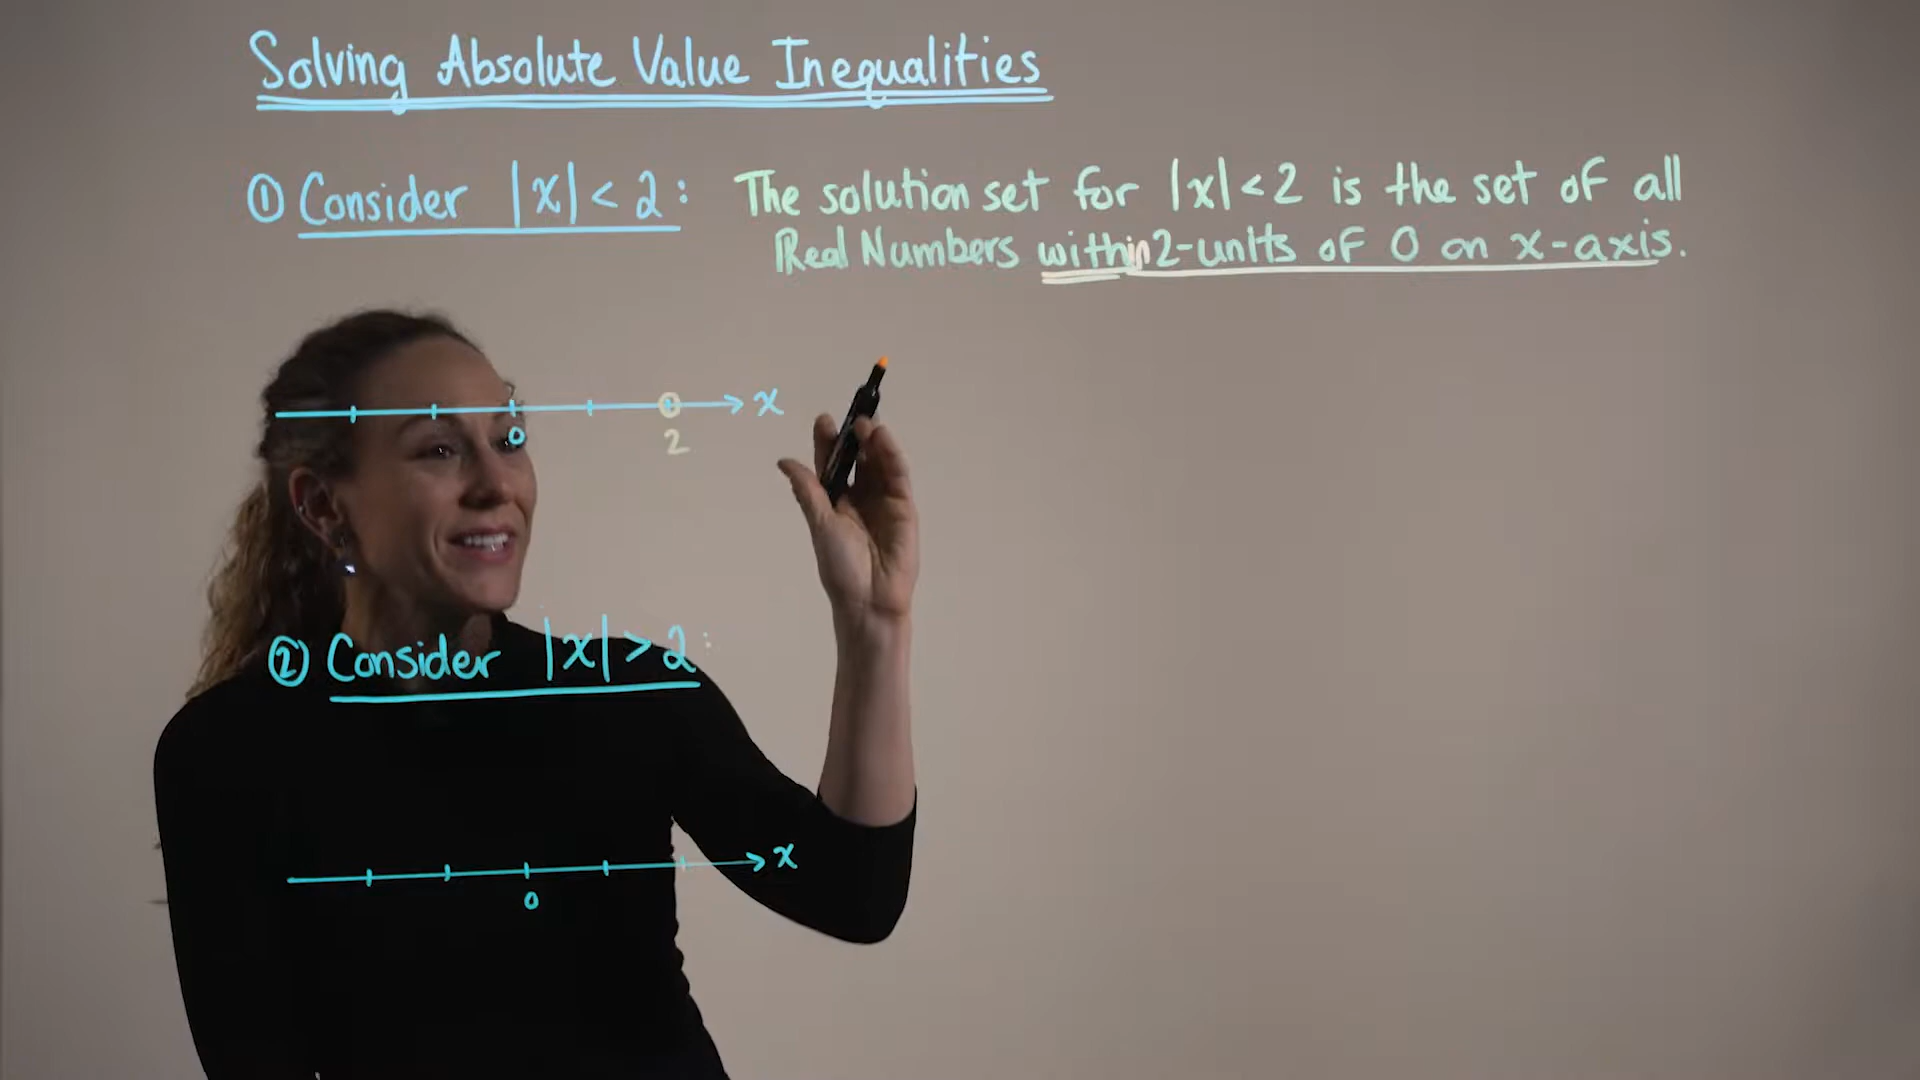 Solving Absolute Value Inequalities
① Consider |x| < 2 : The solution set for |x| < 2 is the set of all
Real Numbers within 2-units of 0 on x-axis.
x
0
2
② Consider |x| > 2 :
x
0